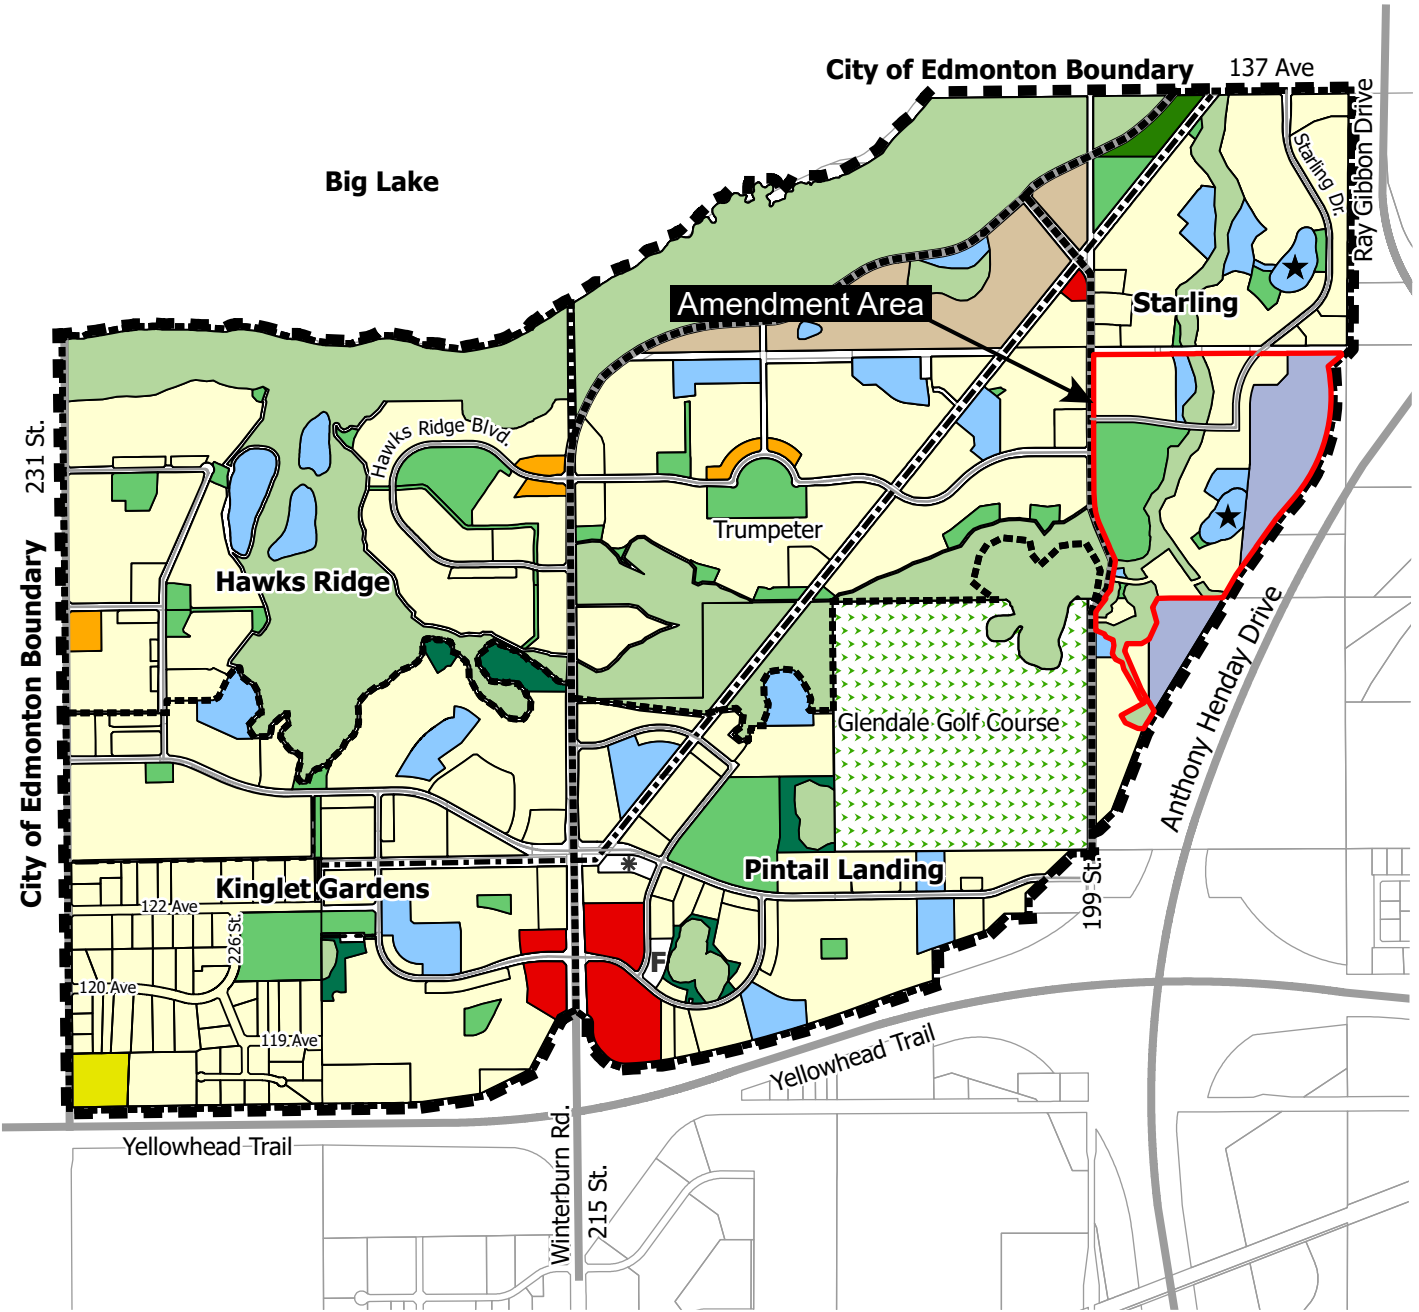 City of Edmonton Boundary
137 Ave
Ray Gibbon Drive
Starling Dr.
Big Lake
Amendment Area
Starling
231 St.
Hawks Ridge Blvd.
Trumpeter
Hawks Ridge
City of Edmonton Boundary
Glendale Golf Course
Anthony Henday Drive
Pintail Landing
Kinglet Gardens
122 Ave
226 St.
199 St.
F
120 Ave
119 Ave
Yellowhead Trail
Yellowhead Trail
Winterburn Rd.
215 St.